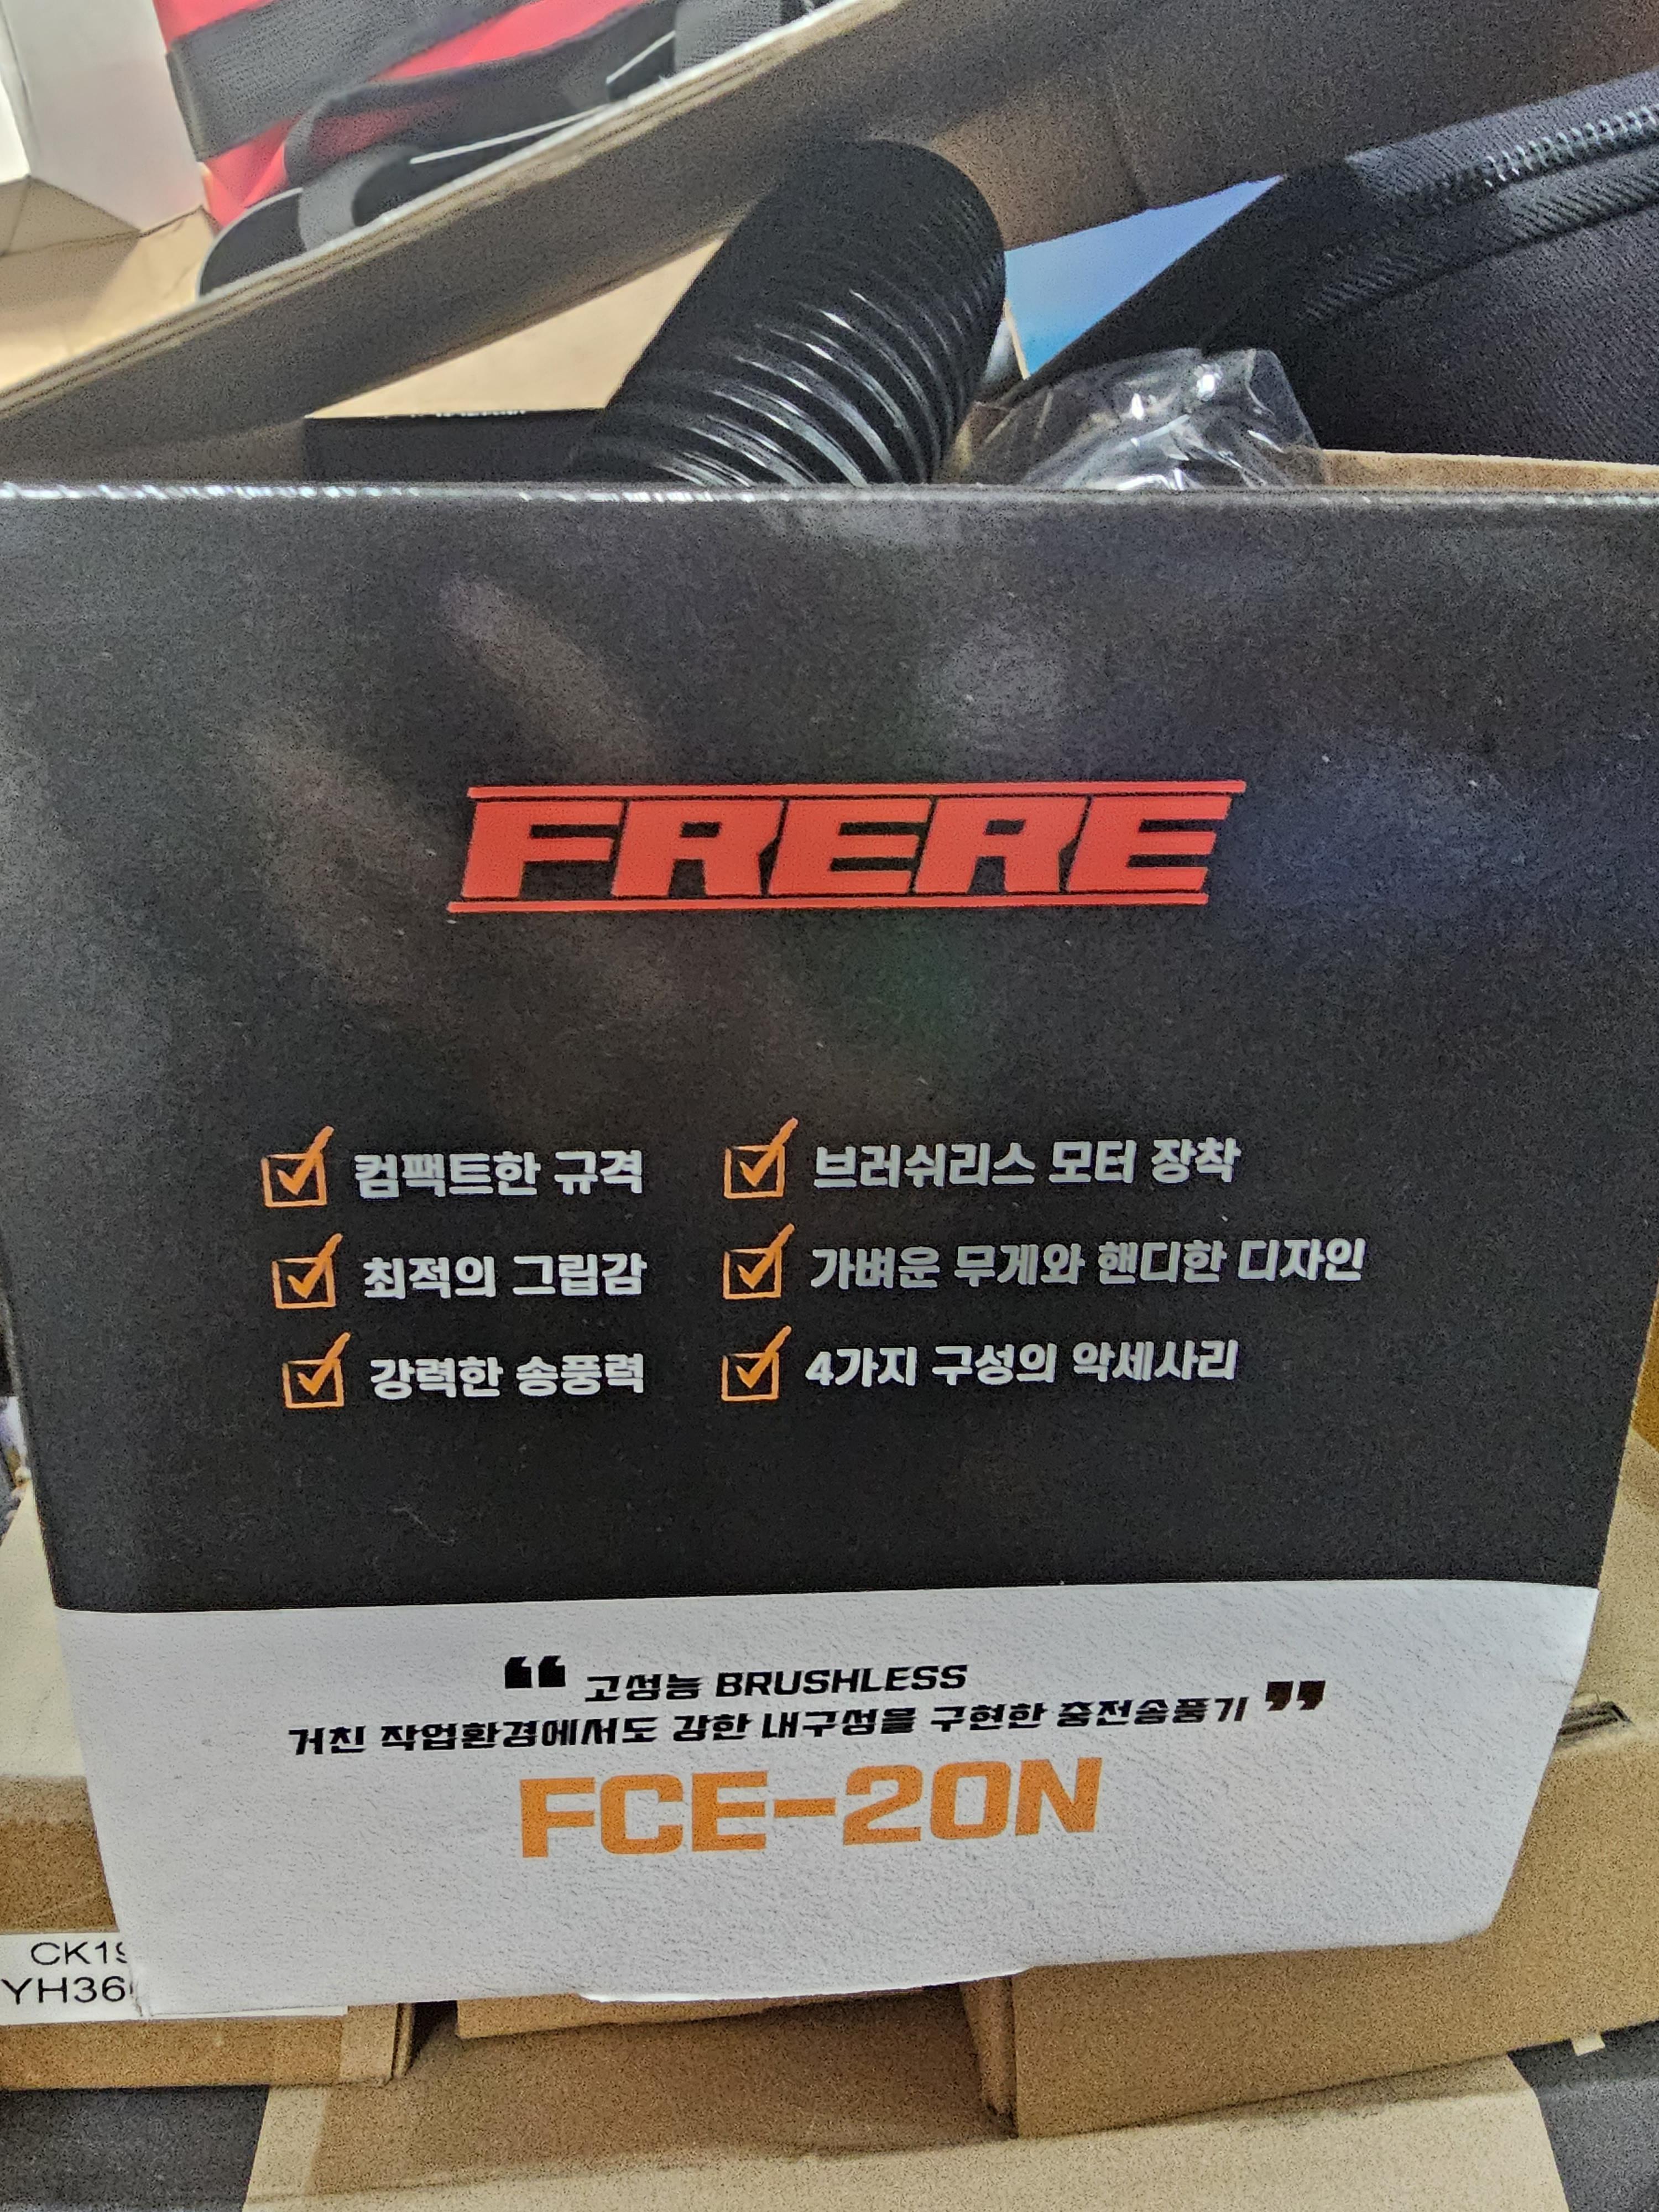 FRERE
컴팩트한 규격
브러쉬리스 모터 장착
최적의 그립감
가벼운 무게와 핸디한 디자인
강력한 송풍력
4가지 구성의 악세사리
❝ 고성능 BRUSHLESS
거친 작업환경에서도 강한 내구성을 구현한 충전송풍기 ❞
FCE-20N